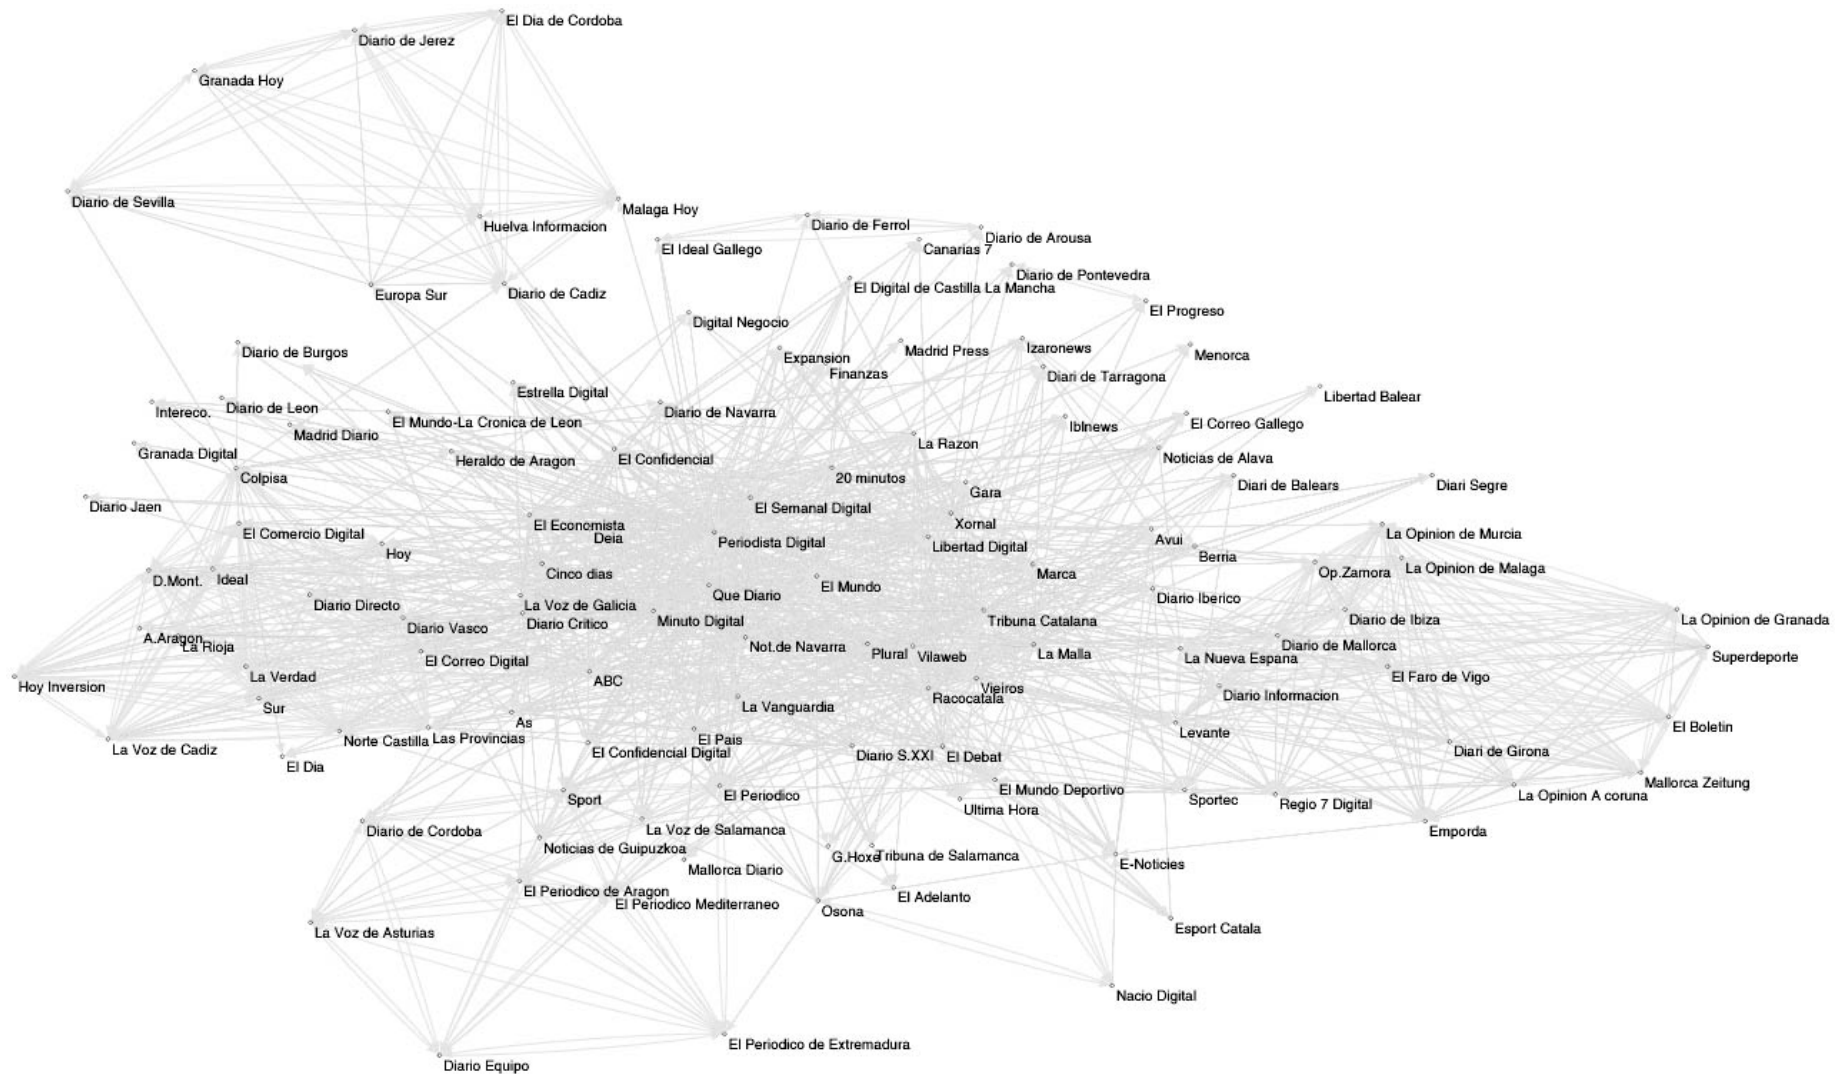 El Dia de Cordoba
Diario de Jerez
Granada Hoy
Diario de Sevilla
Malaga Hoy
Huelva Informacion
Diario de Ferrol
Diario de Arousa
El Ideal Gallego
Canarias 7
Diario de Pontevedra
El Digital de Castilla La Mancha
Europa Sur
Diario de Cadiz
El Progreso
Digital Negocio
Diario de Burgos
Expansion
Madrid Press
Izaronews
Menorca
Finanzas
Diari de Tarragona
Estrella Digital
Libertad Balear
Intereco.
Diario de Leon
El Mundo-La Cronica de Leon
Diario de Navarra
Iblnews
El Correo Gallego
Madrid Diario
La Razon
Granada Digital
Heraldo de Aragon
El Confidencial
Noticias de Alava
Colpisa
20 minutos
Diari de Balears
Diari Segre
Gara
Diario Jaen
El Semanal Digital
El Economista
Xornal
El Comercio Digital
Deia
La Opinion de Murcia
Periodista Digital
Libertad Digital
Avui
Hoy
Berria
La Opinion de Malaga
D.Mont.
Ideal
Cinco dias
Marca
Op.Zamora
El Mundo
Que Diario
Diario Iberico
Diario Directo
La Voz de Galicia
Diario Critico
Minuto Digital
Tribuna Catalana
Diario de Ibiza
La Opinion de Granada
Diario Vasco
A.Aragon
La Rioja
Not.de Navarra
Plural
Vilaweb
La Malla
Diario de Mallorca
La Nueva Espana
Superdeporte
El Correo Digital
La Verdad
ABC
El Faro de Vigo
Hoy Inversion
Vieiros
Racocatala
Diario Informacion
Sur
La Vanguardia
As
Levante
El Boletin
La Voz de Cadiz
Norte Castilla
Las Provincias
El Pais
El Confidencial Digital
Diario S.XXI
El Debat
Diari de Girona
El Dia
Mallorca Zeitung
El Mundo Deportivo
Sport
El Periodico
Ultima Hora
Sportec
Regio 7 Digital
La Opinion A coruna
Diario de Cordoba
La Voz de Salamanca
Emporda
Noticias de Guipuzkoa
G.Hoxe
Tribuna de Salamanca
E-Noticies
Mallorca Diario
El Periodico de Aragon
El Periodico Mediterraneo
El Adelanto
Osona
La Voz de Asturias
Esport Catala
Nacio Digital
El Periodico de Extremadura
Diario Equipo